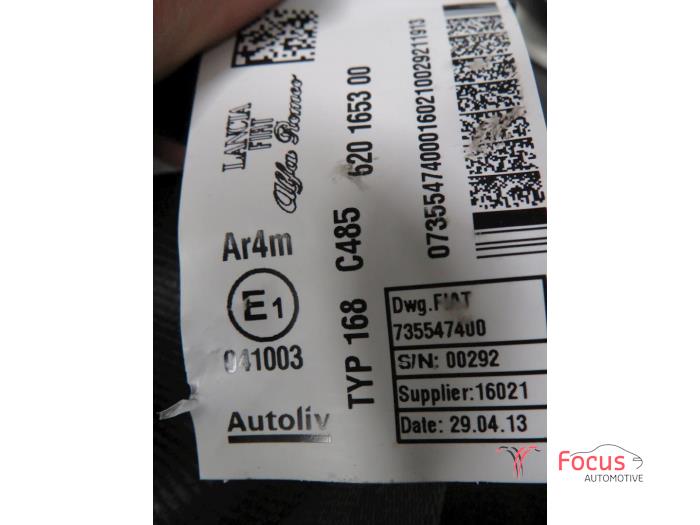 LANCIA
FIAT
Alfa Romeo
Ar4m
E1
041003
Autoliv
TYP 168 C485 620 1653 00
07355474000160210029211913
Dwg.FIAT
735547400
S/N: 00292
Supplier:16021
Date: 29.04.13
Focus
AUTOMOTIVE